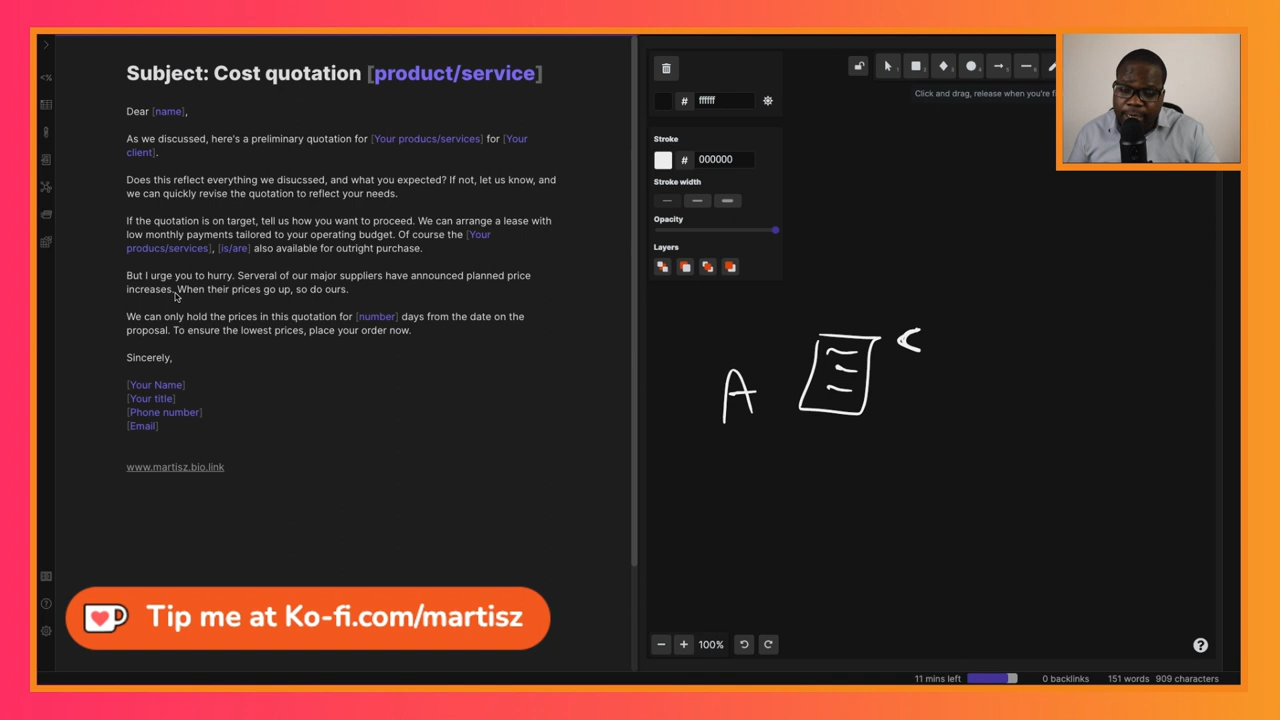 Subject: Cost quotation [product/service]
Dear [name],
As we discussed, here's a preliminary quotation for [Your producs/services] for [Your
client].
Does this reflect everything we disucssed, and what you expected? If not, let us know, and
we can quickly revise the quotation to reflect your needs.
If the quotation is on target, tell us how you want to proceed. We can arrange a lease with
low monthly payments tailored to your operating budget. Of course the [Your
producs/services], [is/are] also available for outright purchase.
But I urge you to hurry. Serveral of our major suppliers have announced planned price
increases. When their prices go up, so do ours.
We can only hold the prices in this quotation for [number] days from the date on the
proposal. To ensure the lowest prices, place your order now.
Sincerely,
[Your Name]
[Your title]
[Phone number]
[Email]
www.martisz.bio.link
Tip me at Ko-fi.com/martisz
# ffffff
Stroke
# 000000
Stroke width
Opacity
Layers
Click and drag, release when you're fi
A
100%
11 mins left 0 backlinks 151 words 909 characters